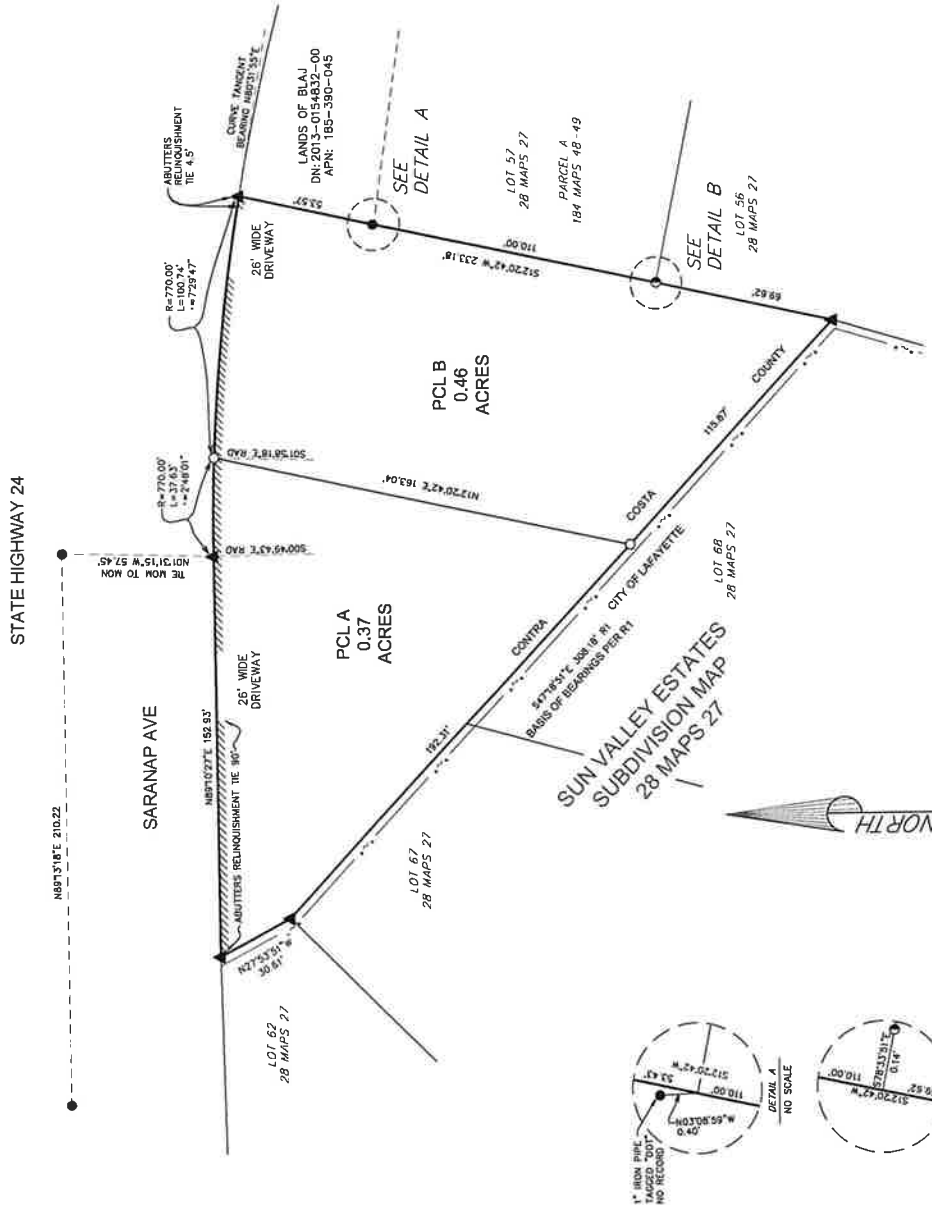 STATE HIGHWAY 24
N89°13'18"E 210.22
SARANAP AVE
TIE MOM TO MON
N01°31'15"W 57.45'
R=770.00'
L=37.63'
2°48'01"
R=770.00'
L=100.74'
7°29'47"
ABUTTERS
RELINQUISHMENT
TIE 4.5'
CURVE TANGENT
BEARING N80°31'55"E
LANDS OF BLAJ
DN: 2013-0154832-00
APN: 185-390-045
N89°10'27"E 152.93'
26' WIDE
DRIVEWAY
26' WIDE
DRIVEWAY
ABUTTERS RELINQUISHMENT TIE 90'
S00°49'43"E RAD
S01°58'18"E RAD
N27°53'51"W
30.61'
LOT 62
28 MAPS 27
PCL A
0.37
ACRES
PCL B
0.46
ACRES
N12°20'42"E 163.04'
53.57'
SEE
DETAIL A
S12°20'42"W 233.18'
110.00'
LOT 57
28 MAPS 27
PARCEL A
184 MAPS 48-49
SEE
DETAIL B
LOT 56
28 MAPS 27
69.62'
192.31'
CONTRA
COSTA
115.87'
COUNTY
CITY OF LAFAYETTE
S47°18'51"E 308.18' R1
BASIS OF BEARINGS PER R1
LOT 67
28 MAPS 27
LOT 68
28 MAPS 27
SUN VALLEY ESTATES
SUBDIVISION MAP
28 MAPS 27
NORTH
1" IRON PIPE
TAGGED "DOT"
NO RECORD
53.43'
S12°20'42"W
110.00'
N03°08'59"W
0.40'
DETAIL A
NO SCALE
110.00'
S78°33'51"E
0.14'
S12°20'42"W